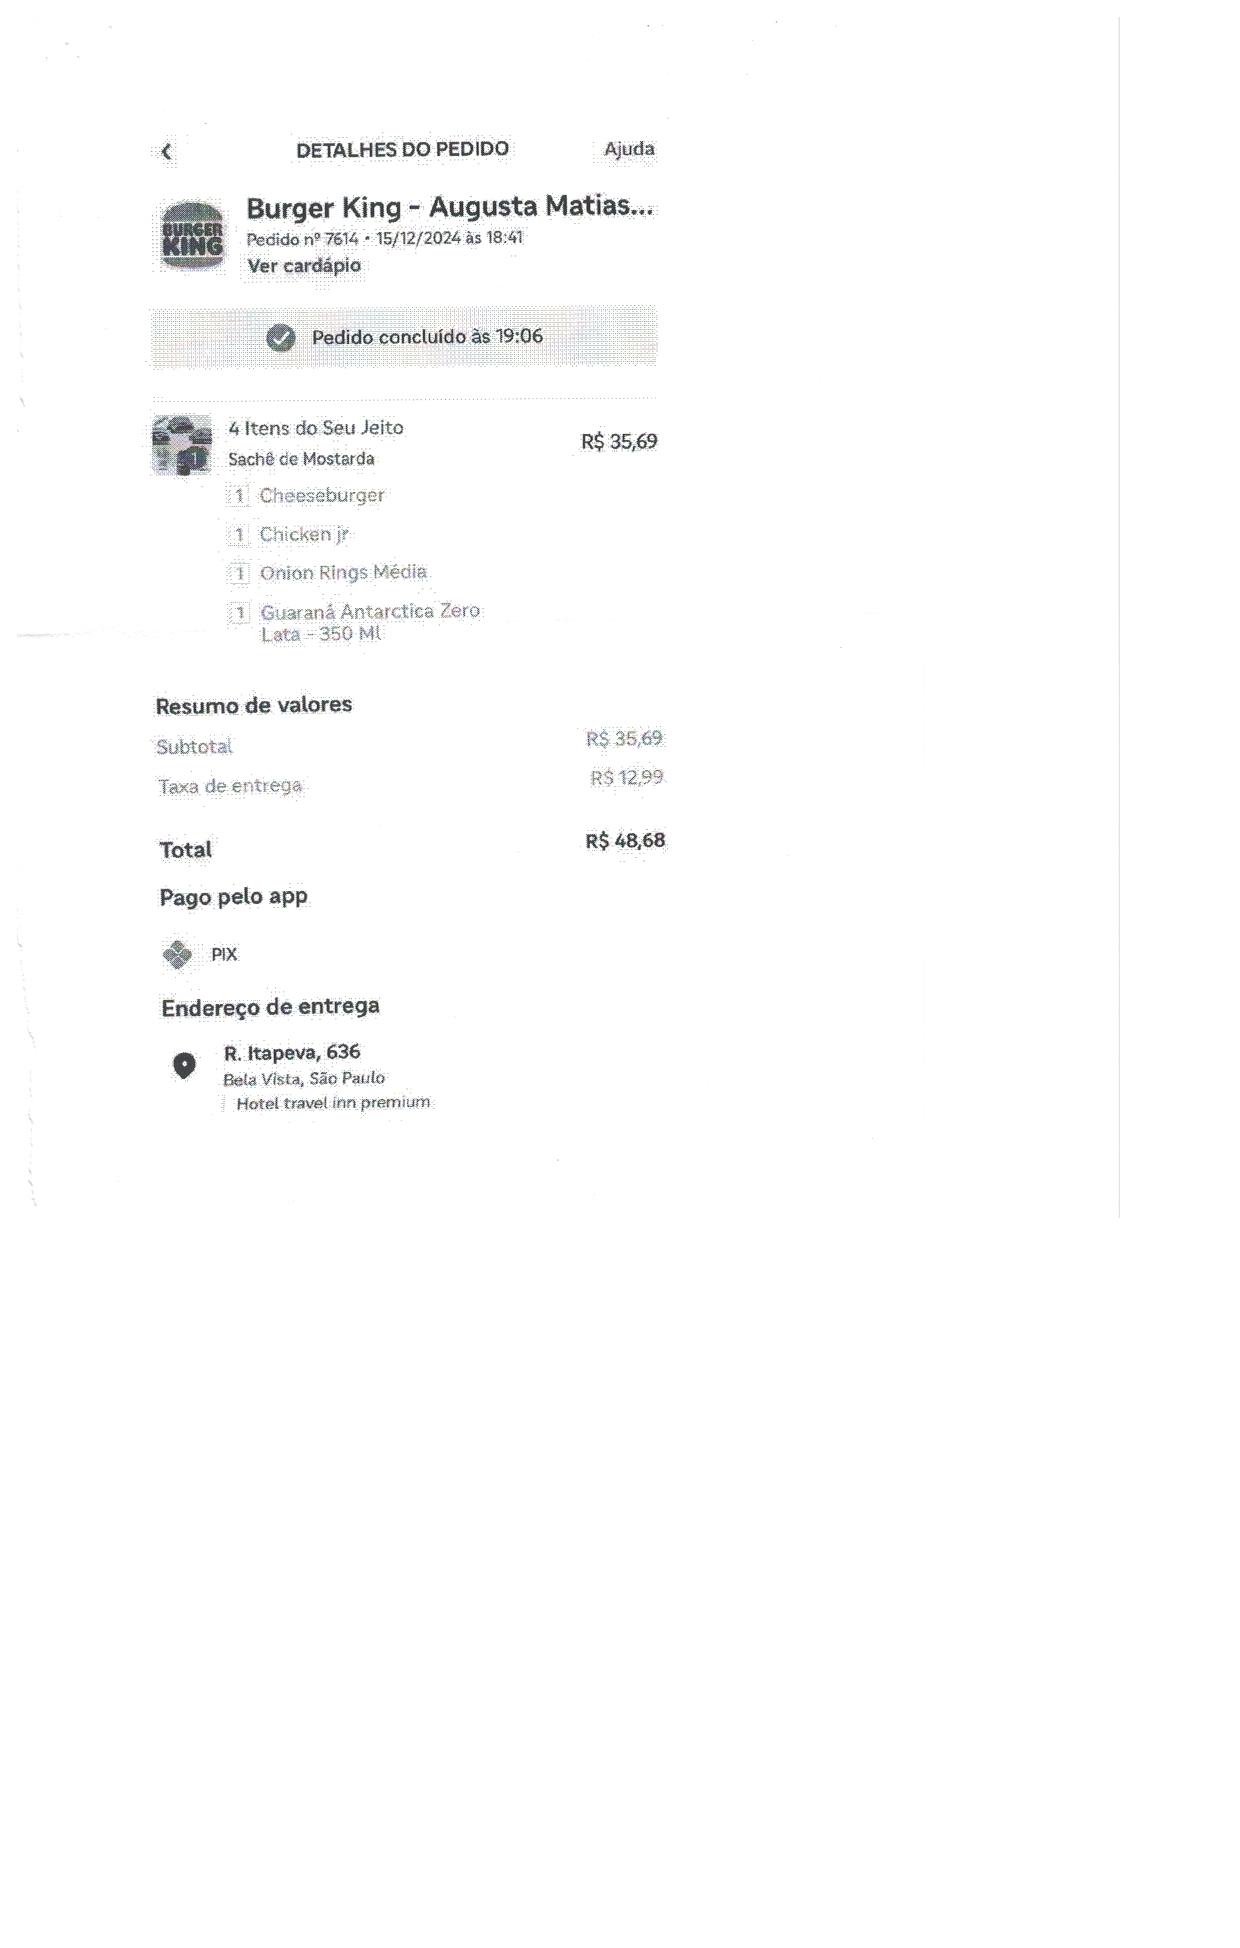 DETALHES DO PEDIDO Ajuda
BURGER
KING
Burger King - Augusta Matias...
Pedido nº 7614 • 15/12/2024 às 18:41
Ver cardápio
Pedido concluído às 19:06
4 Itens do Seu Jeito R$ 35,69
Sachê de Mostarda
1
1 Cheeseburger
1 Chicken jr
1 Onion Rings Média
1 Guaraná Antarctica Zero
Lata - 350 Ml
Resumo de valores
Subtotal R$ 35,69
Taxa de entrega R$ 12,99
Total R$ 48,68
Pago pelo app
PIX
Endereço de entrega
R. Itapeva, 636
Bela Vista, São Paulo
Hotel travel inn premium